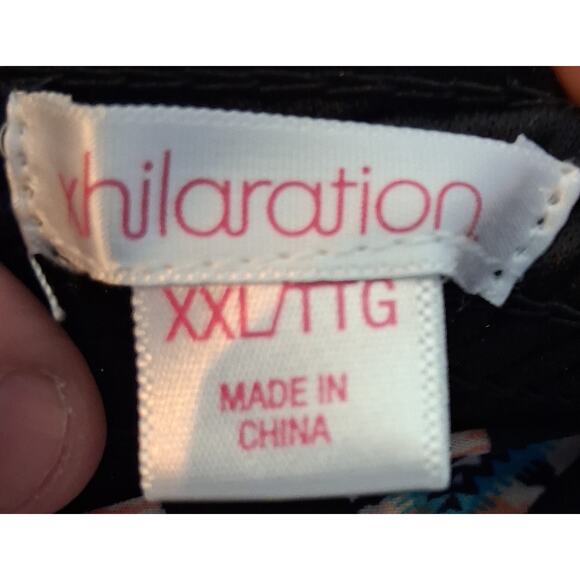 xhilaration
XXL/TTG
MADE IN
CHINA